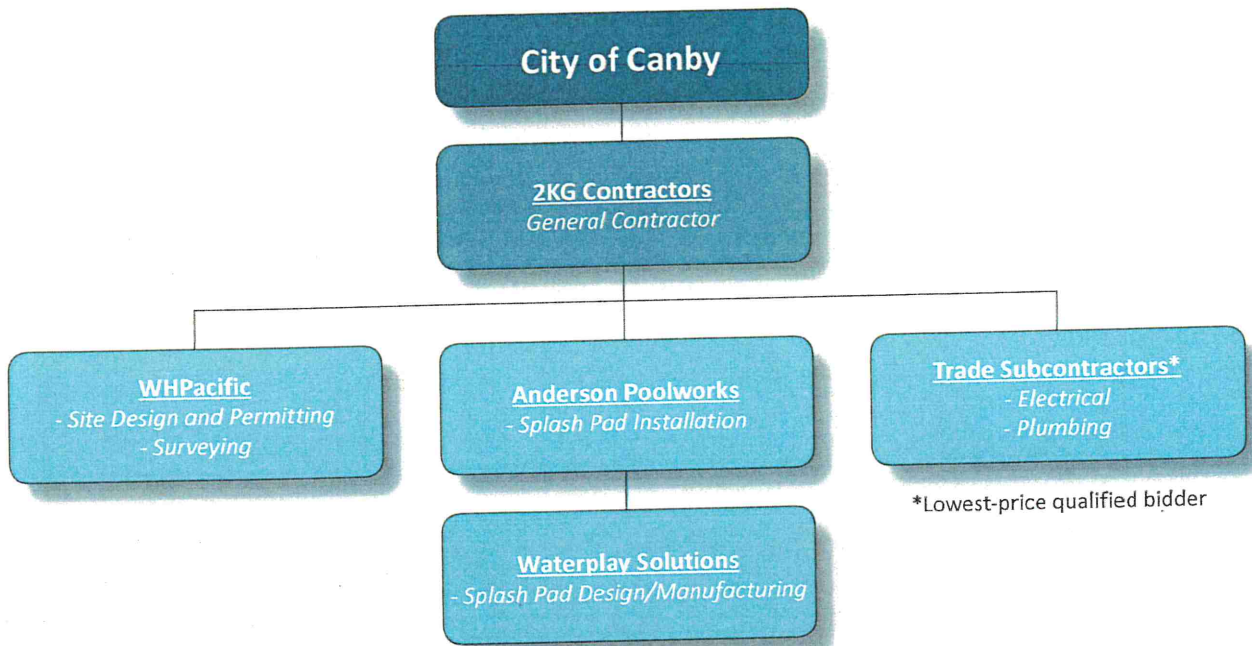 City of Canby
2KG Contractors
General Contractor
WHPacific
- Site Design and Permitting
- Surveying
Anderson Poolworks
- Splash Pad Installation
Trade Subcontractors*
- Electrical
- Plumbing
*Lowest-price qualified bidder
Waterplay Solutions
- Splash Pad Design/Manufacturing